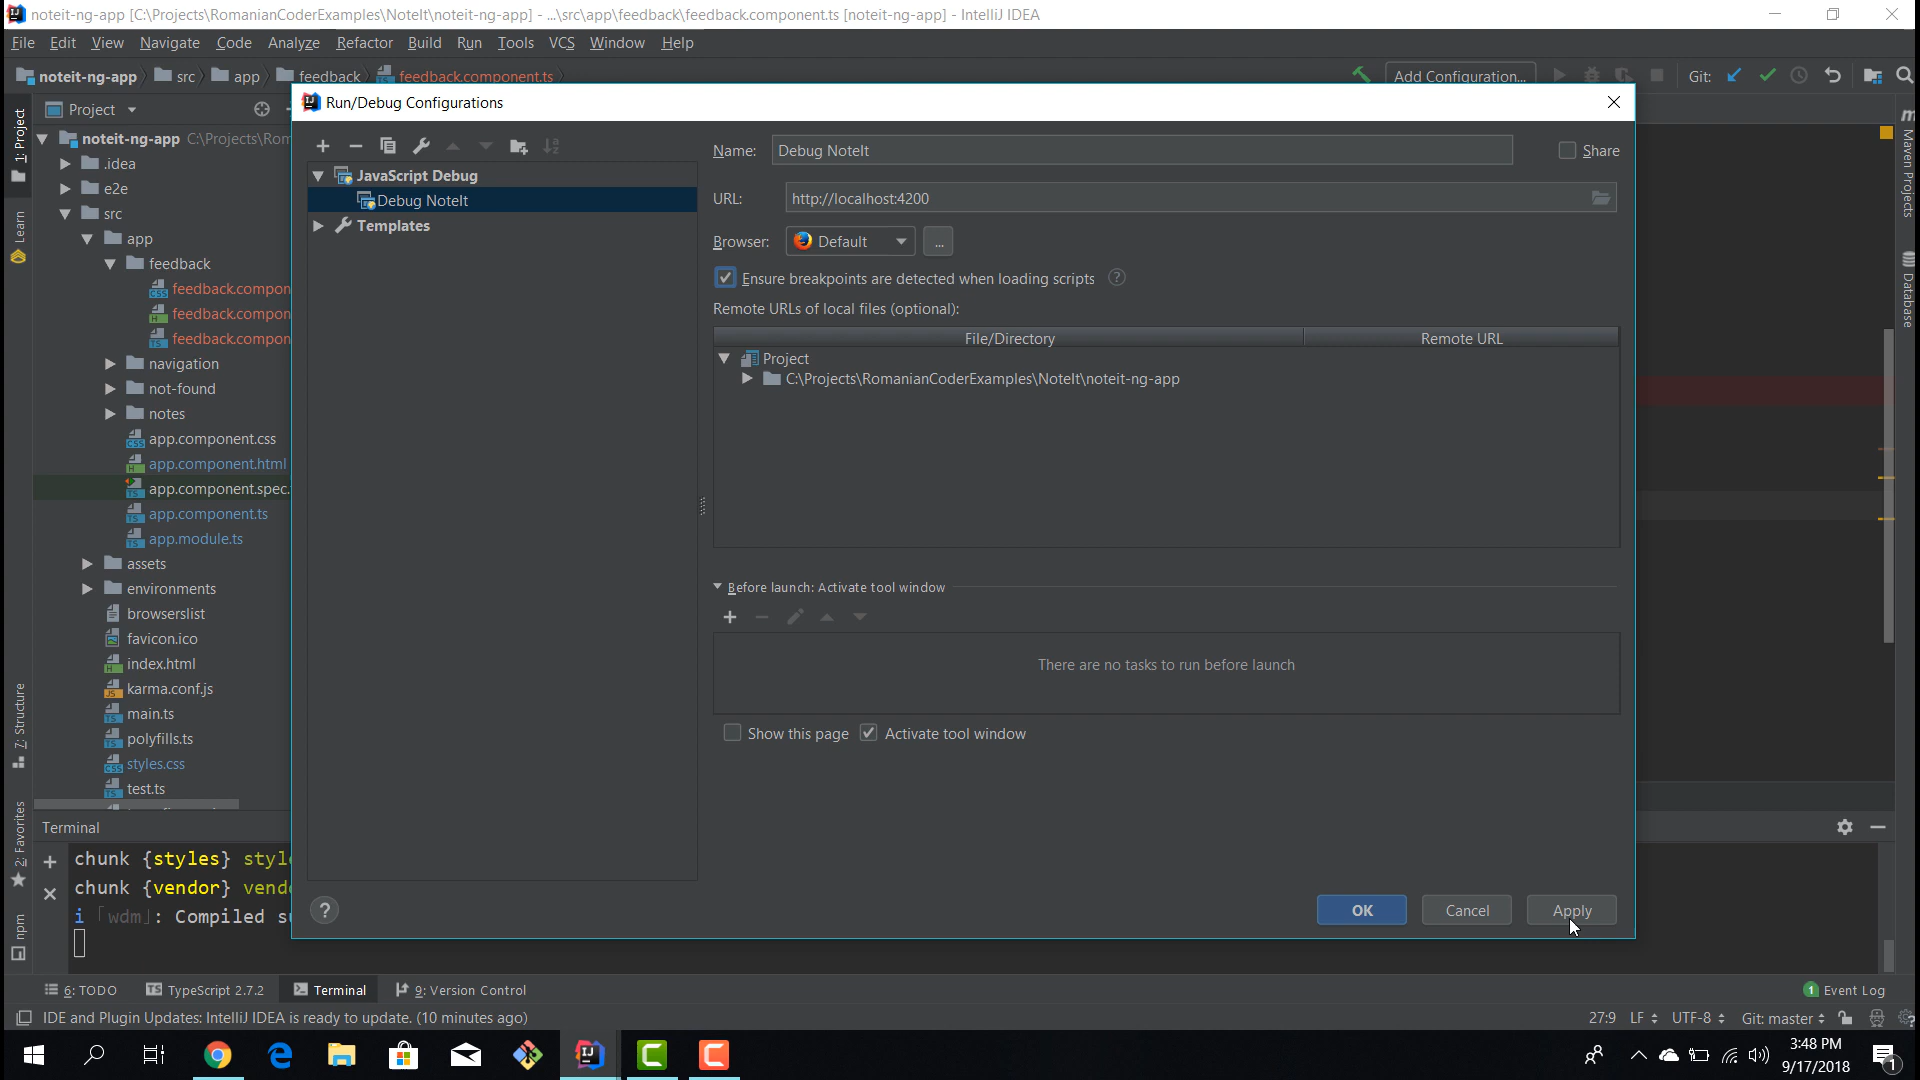 noteit-ng-app [C:\Projects\RomanianCoderExamples\NoteIt\noteit-ng-app] - ...\src\app\feedback\feedback.component.ts [noteit-ng-app] - IntelliJ IDEA
File Edit View Navigate Code Analyze Refactor Build Run Tools VCS Window Help
noteit-ng-app src app feedback feedback.component.ts Add Configuration... Git:
Run/Debug Configurations
1: Project
Learn
7: Structure
2: Favorites
npm
Project
noteit-ng-app C:\Projects\Rom
.idea
e2e
src
app
feedback
feedback.compon
feedback.compon
feedback.compon
navigation
not-found
notes
app.component.css
app.component.html
app.component.spec.
app.component.ts
app.module.ts
assets
environments
browserslist
favicon.ico
index.html
karma.conf.js
main.ts
polyfills.ts
styles.css
test.ts
JavaScript Debug
Debug NoteIt
Templates
Name: Debug NoteIt Share
URL: http://localhost:4200
Browser: Default ...
Ensure breakpoints are detected when loading scripts ?
Remote URLs of local files (optional):
File/Directory Remote URL
Project
C:\Projects\RomanianCoderExamples\NoteIt\noteit-ng-app
Before launch: Activate tool window
There are no tasks to run before launch
Show this page Activate tool window
? OK Cancel Apply
Maven Projects
Database
Terminal
chunk {styles} style
chunk {vendor} vendo
i ｢wdm｣: Compiled su
6: TODO TypeScript 2.7.2 Terminal 9: Version Control 1 Event Log
IDE and Plugin Updates: IntelliJ IDEA is ready to update. (10 minutes ago) 27:9 LF UTF-8 Git: master
3:48 PM
9/17/2018
1